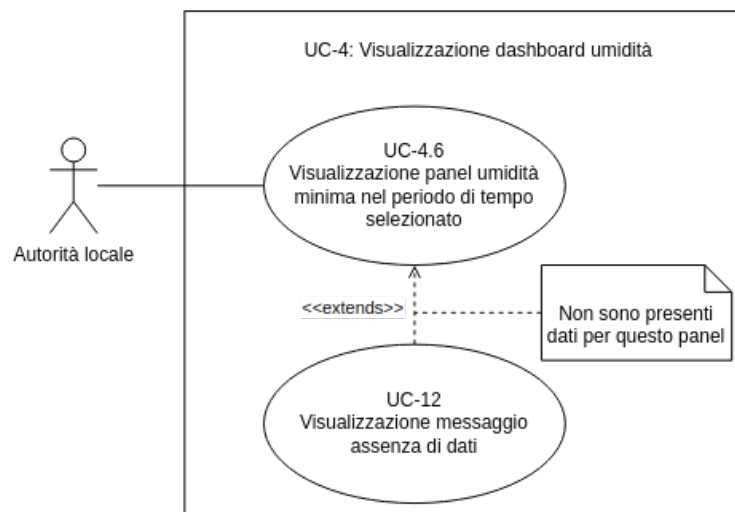 UC-4: Visualizzazione dashboard umidità
UC-4.6
Visualizzazione panel umidità
minima nel periodo di tempo
selezionato
Autorità locale
<<extends>>
Non sono presenti
dati per questo panel
UC-12
Visualizzazione messaggio
assenza di dati